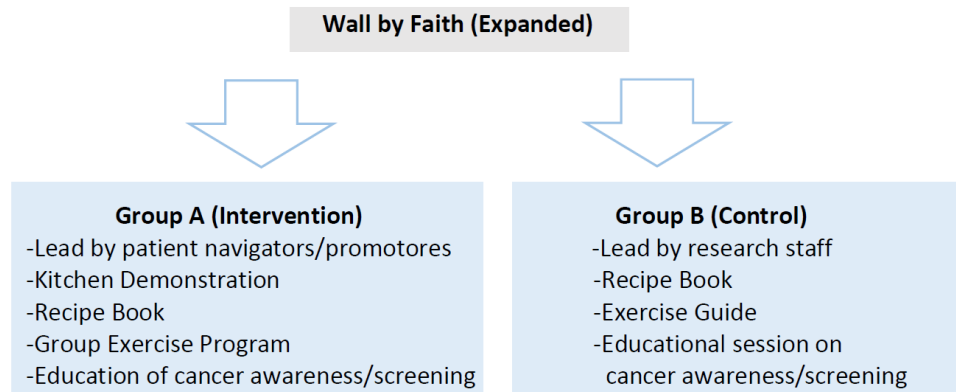 Wall by Faith (Expanded)
Group A (Intervention)
-Lead by patient navigators/promotores
-Kitchen Demonstration
-Recipe Book
-Group Exercise Program
-Education of cancer awareness/screening
Group B (Control)
-Lead by research staff
-Recipe Book
-Exercise Guide
-Educational session on
cancer awareness/screening